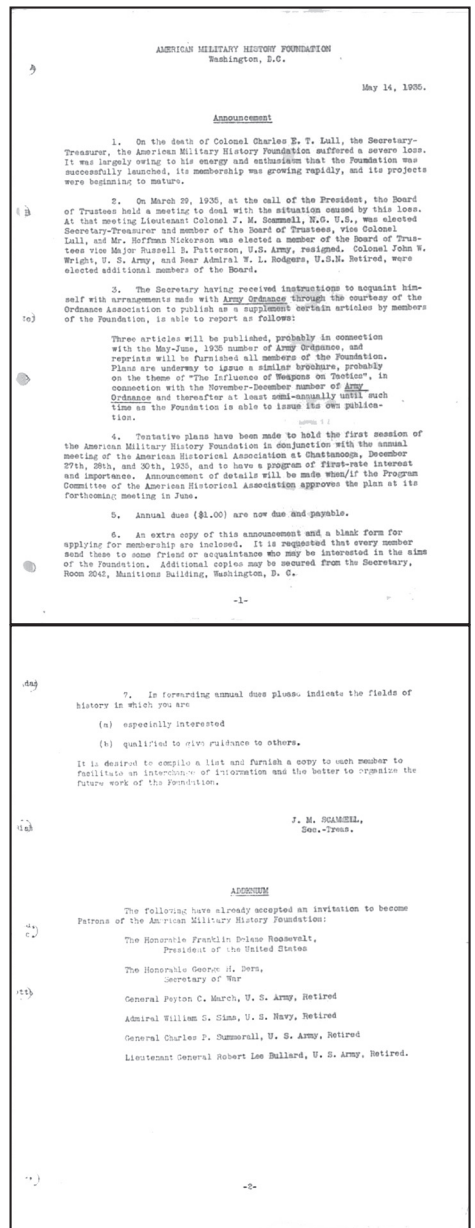 AMERICAN MILITARY HISTORY FOUNDATION
Washington, D.C.
May 14, 1935.
Announcement
1. On the death of Colonel Charles E. T. Lull, the Secretary-
Treasurer, the American Military History Foundation suffered a severe loss.
It was largely owing to his energy and enthusiasm that the Foundation was
successfully launched, its membership was growing rapidly, and its projects
were beginning to mature.
2. On March 29, 1935, at the call of the President, the Board
of Trustees held a meeting to deal with the situation caused by this loss.
At that meeting Lieutenant Colonel J. M. Scammell, N.G. U.S., was elected
Secretary-Treasurer and member of the Board of Trustees, vice Colonel
Lull, and Mr. Hoffman Nickerson was elected a member of the Board of Trus-
tees vice Major Russell B. Patterson, U.S. Army, resigned. Colonel John W.
Wright, U. S. Army, and Rear Admiral W. L. Rodgers, U.S.N. Retired, were
elected additional members of the Board.
3. The Secretary having received instructions to acquaint him-
self with arrangements made with Army Ordnance through the courtesy of the
Ordnance Association to publish as a supplement certain articles by members
of the Foundation, is able to report as follows:
Three articles will be published, probably in connection
with the May-June, 1935 number of Army Ordnance, and
reprints will be furnished all members of the Foundation.
Plans are underway to issue a similar brochure, probably
on the theme of "The Influence of Weapons on Tactics", in
connection with the November-December number of Army
Ordnance and thereafter at least semi-annually until such
time as the Foundation is able to issue its own publica-
tion.
4. Tentative plans have been made to hold the first session of
the American Military History Foundation in conjunction with the annual
meeting of the American Historical Association at Chattanooga, December
27th, 28th, and 30th, 1935, and to have a program of first-rate interest
and importance. Announcement of details will be made when/if the Program
Committee of the American Historical Association approves the plan at its
forthcoming meeting in June.
5. Annual dues ($1.00) are now due and payable.
6. An extra copy of this announcement and a blank form for
applying for membership are inclosed. It is requested that every member
send these to some friend or acquaintance who may be interested in the aims
of the Foundation. Additional copies may be secured from the Secretary,
Room 2042, Munitions Building, Washington, D. C.
-1-
7. In forwarding annual dues please indicate the fields of
history in which you are
(a) especially interested
(b) qualified to give guidance to others.
It is desired to compile a list and furnish a copy to each member to
facilitate an interchange of information and the better to organize the
future work of the Foundation.
J. M. SCAMMELL,
Sec.-Treas.
ADDENIUM
The following have already accepted an invitation to become
Patrons of the American Military History Foundation:
The Honorable Franklin Delano Roosevelt,
President of the United States
The Honorable George H. Dern,
Secretary of War
General Peyton C. March, U. S. Army, Retired
Admiral William S. Sims, U. S. Navy, Retired
General Charles P. Summerall, U. S. Army, Retired
Lieutenant General Robert Lee Bullard, U. S. Army, Retired.
-2-